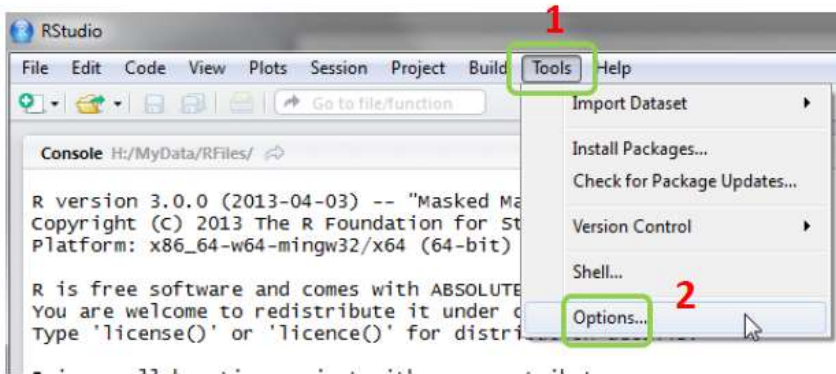 1
RStudio
File Edit Code View Plots Session Project Build Tools Help
Go to file/function
Import Dataset
Console H:/MyData/RFiles/
Install Packages...
Check for Package Updates...
R version 3.0.0 (2013-04-03) -- "Masked Ma
Copyright (C) 2013 The R Foundation for St
Version Control
Platform: x86_64-w64-mingw32/x64 (64-bit)
Shell...
R is free software and comes with ABSOLUTE
2
You are welcome to redistribute it under c
Options...
Type 'license()' or 'licence()' for distri